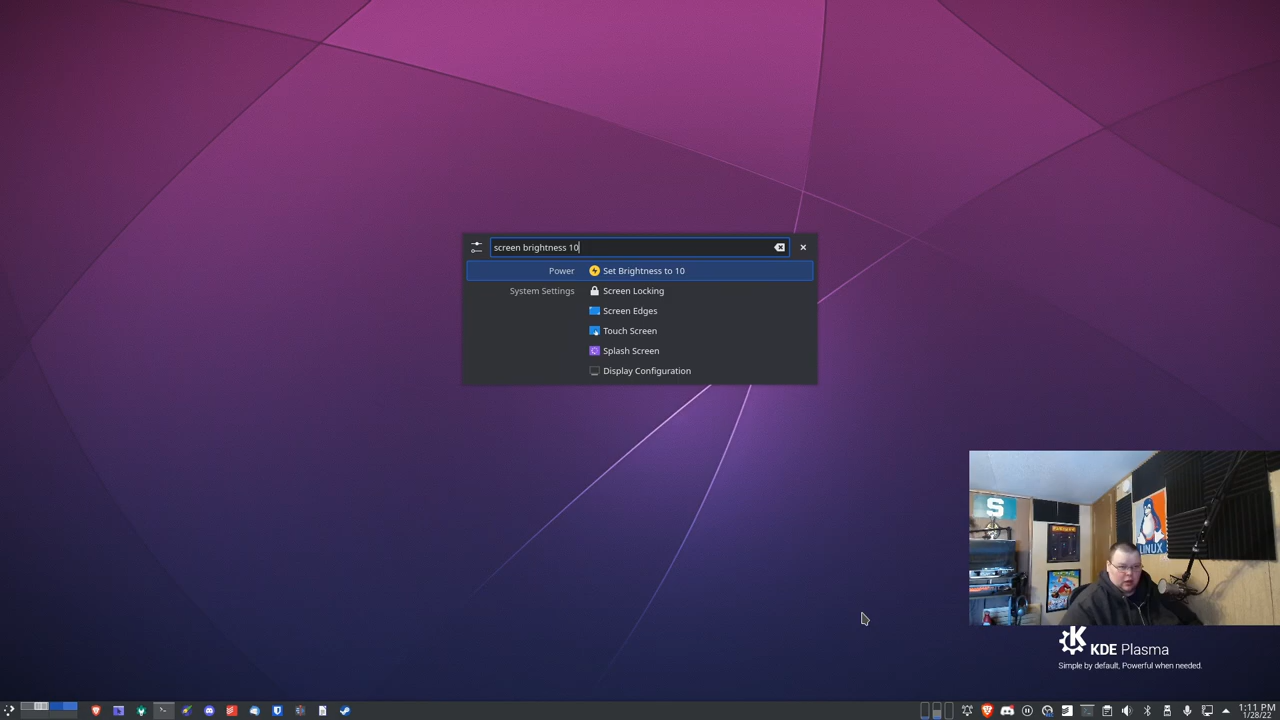 screen brightness 10
Power Set Brightness to 10
System Settings Screen Locking
Screen Edges
Touch Screen
Splash Screen
Display Configuration
S
LINUX
KDE Plasma
Simple by default, Powerful when needed.
1:11 PM
1/28/22